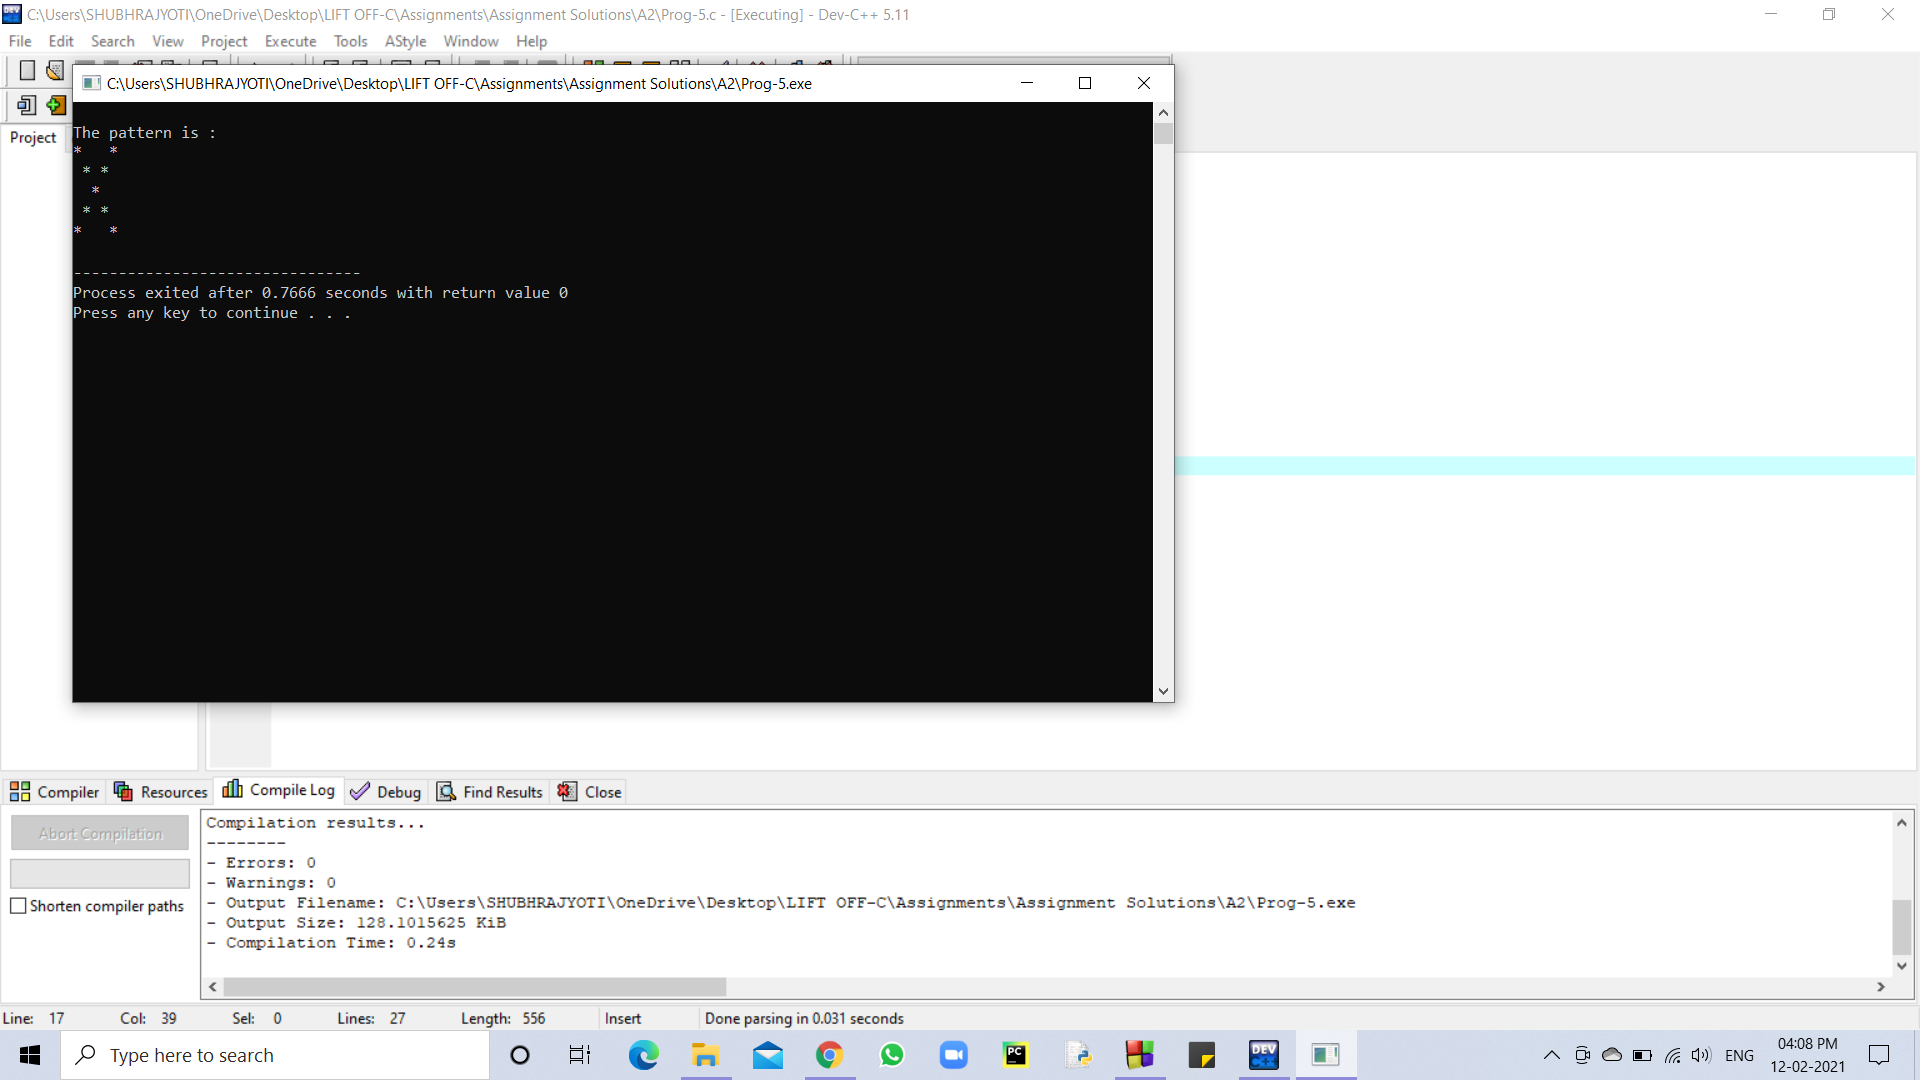 C:\Users\SHUBHRAJYOTI\OneDrive\Desktop\LIFT OFF-C\Assignments\Assignment Solutions\A2\Prog-5.c - [Executing] - Dev-C++ 5.11
File Edit Search View Project Execute Tools AStyle Window Help
C:\Users\SHUBHRAJYOTI\OneDrive\Desktop\LIFT OFF-C\Assignments\Assignment Solutions\A2\Prog-5.exe
Project
The pattern is :
*   *
 * *
  *
 * *
*   *
--------------------------------
Process exited after 0.7666 seconds with return value 0
Press any key to continue . . .
Compiler Resources Compile Log Debug Find Results Close
Abort Compilation
Shorten compiler paths
Compilation results...
--------
- Errors: 0
- Warnings: 0
- Output Filename: C:\Users\SHUBHRAJYOTI\OneDrive\Desktop\LIFT OFF-C\Assignments\Assignment Solutions\A2\Prog-5.exe
- Output Size: 128.1015625 KiB
- Compilation Time: 0.24s
Line: 17 Col: 39 Sel: 0 Lines: 27 Length: 556 Insert Done parsing in 0.031 seconds
Type here to search
PC
DEV C++
ENG
04:08 PM
12-02-2021